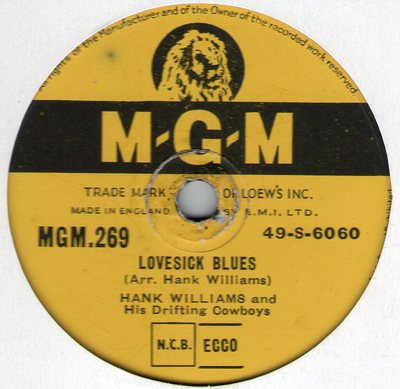 All rights of the Manufacturer and of the Owner of the recorded work reserved
M-G-M
TRADE MARK OF LOEW'S INC.
MADE IN ENGLAND BY E.M.I. LTD.
MGM.269 49-S-6060
LOVESICK BLUES
(Arr. Hank Williams)
HANK WILLIAMS and
His Drifting Cowboys
N.C.B. ECCO